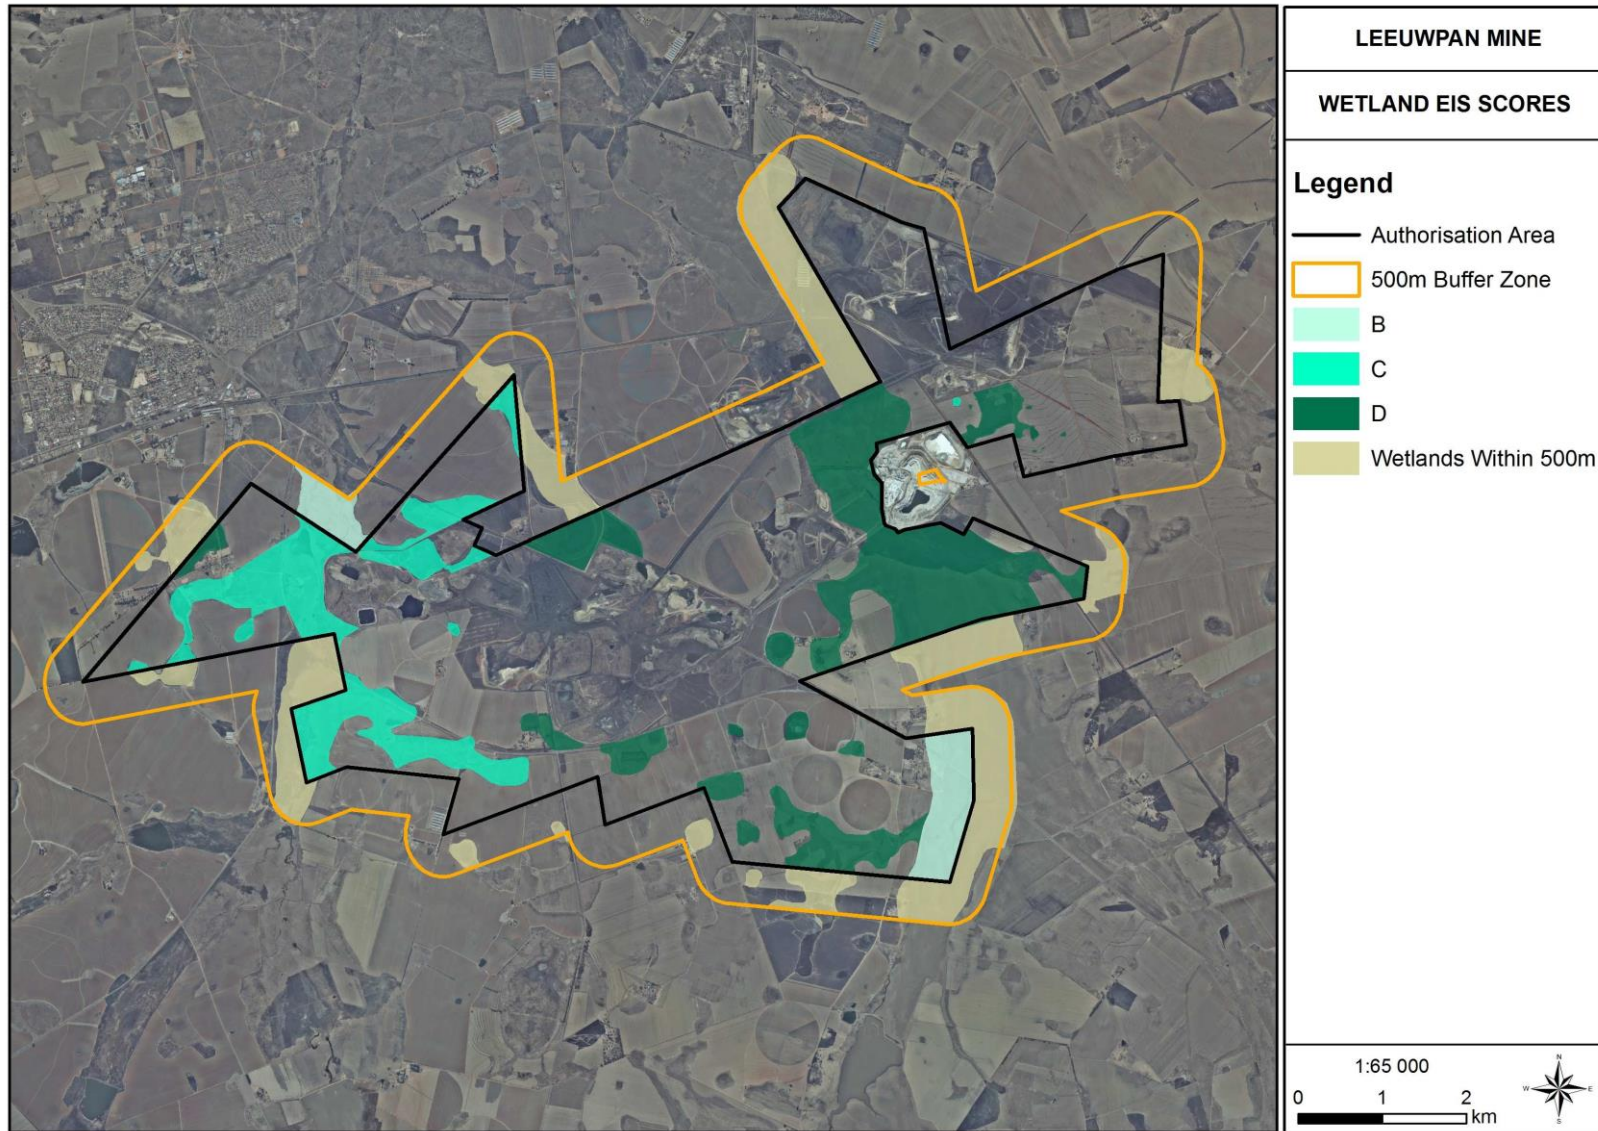 LEEUWPAN MINE
WETLAND EIS SCORES
Legend
Authorisation Area
500m Buffer Zone
B
C
D
Wetlands Within 500m
1:65 000
0 1 2
km
N
W E
S